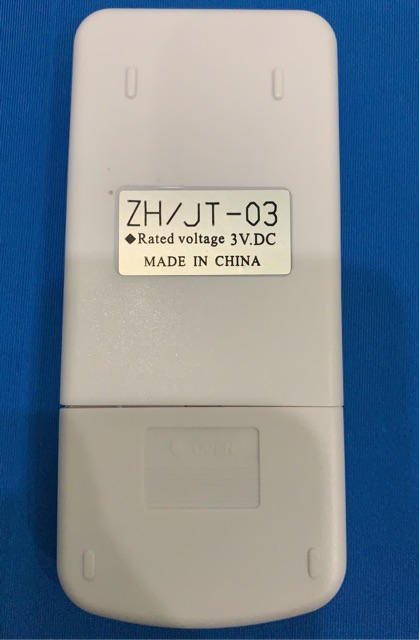 ZH/JT-03
◆Rated voltage 3V.DC
MADE IN CHINA